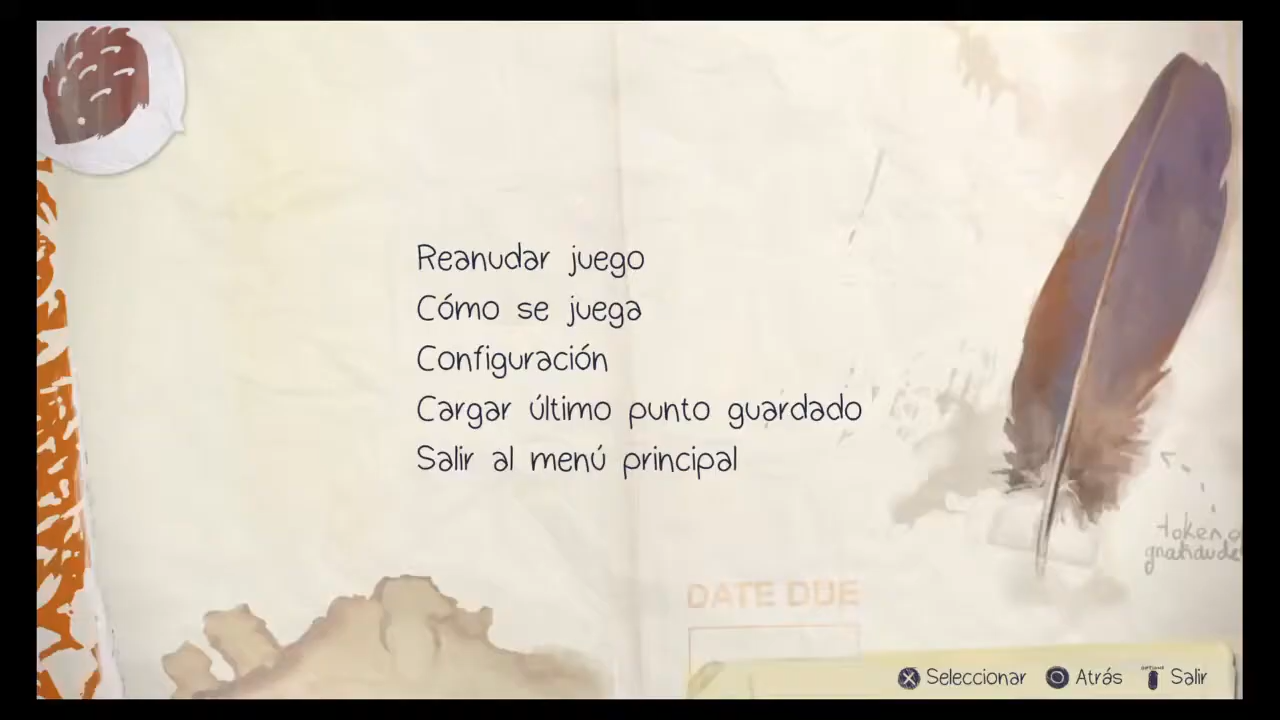 Reanudar juego
Cómo se juega
Configuración
Cargar último punto guardado
Salir al menú principal
DATE DUE
Seleccionar
Atrás
OPTIONS
Salir